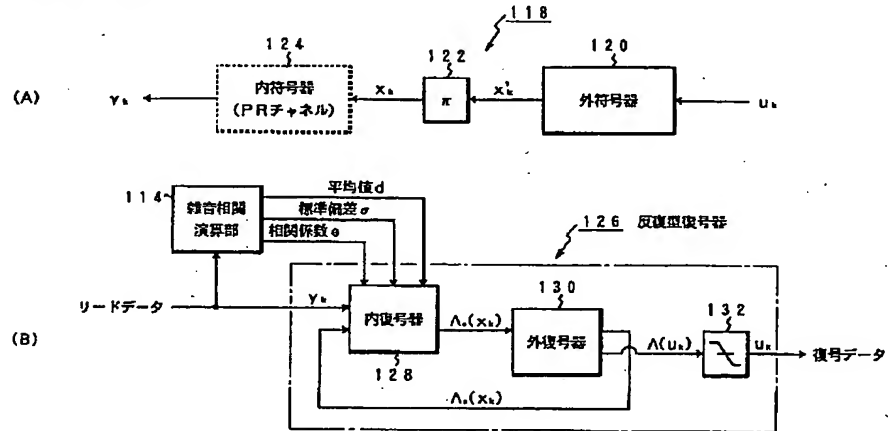 118
124
122
120
(A)
yk
内符号器
(PRチャネル)
xk
π
x'k
外符号器
uk
114
雑音相関
演算部
平均値d
標準偏差σ
相関係数e
126 反復型復号器
リードデータ
yk
内復号器
128
Λe(xk)
130
外復号器
Λ(uk)
132
uk
復号データ
(B)
Λe(xk)